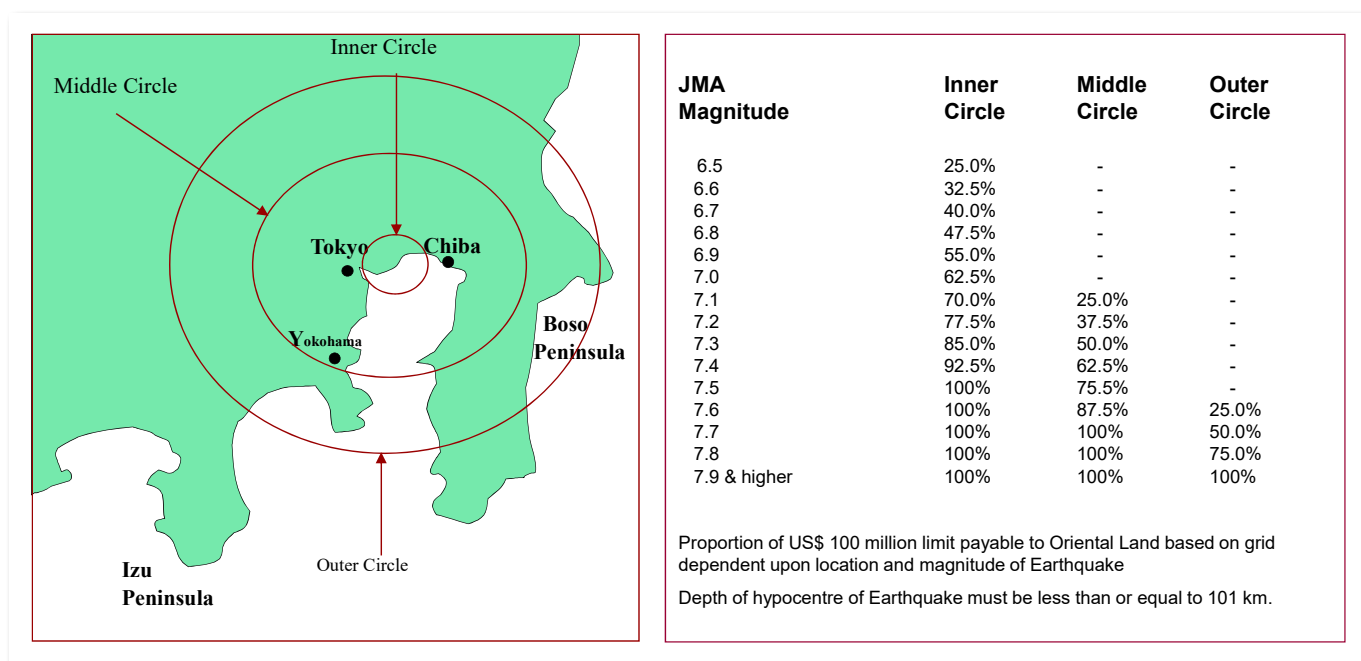 Inner Circle
Middle Circle
Tokyo
Chiba
Yokohama
Boso
Peninsula
Outer Circle
Izu
Peninsula
JMA Magnitude Inner Circle Middle Circle Outer Circle
6.5 25.0% - -
6.6 32.5% - -
6.7 40.0% - -
6.8 47.5% - -
6.9 55.0% - -
7.0 62.5% - -
7.1 70.0% 25.0% -
7.2 77.5% 37.5% -
7.3 85.0% 50.0% -
7.4 92.5% 62.5% -
7.5 100% 75.5% -
7.6 100% 87.5% 25.0%
7.7 100% 100% 50.0%
7.8 100% 100% 75.0%
7.9 & higher 100% 100% 100%
Proportion of US$ 100 million limit payable to Oriental Land based on grid
dependent upon location and magnitude of Earthquake
Depth of hypocentre of Earthquake must be less than or equal to 101 km.